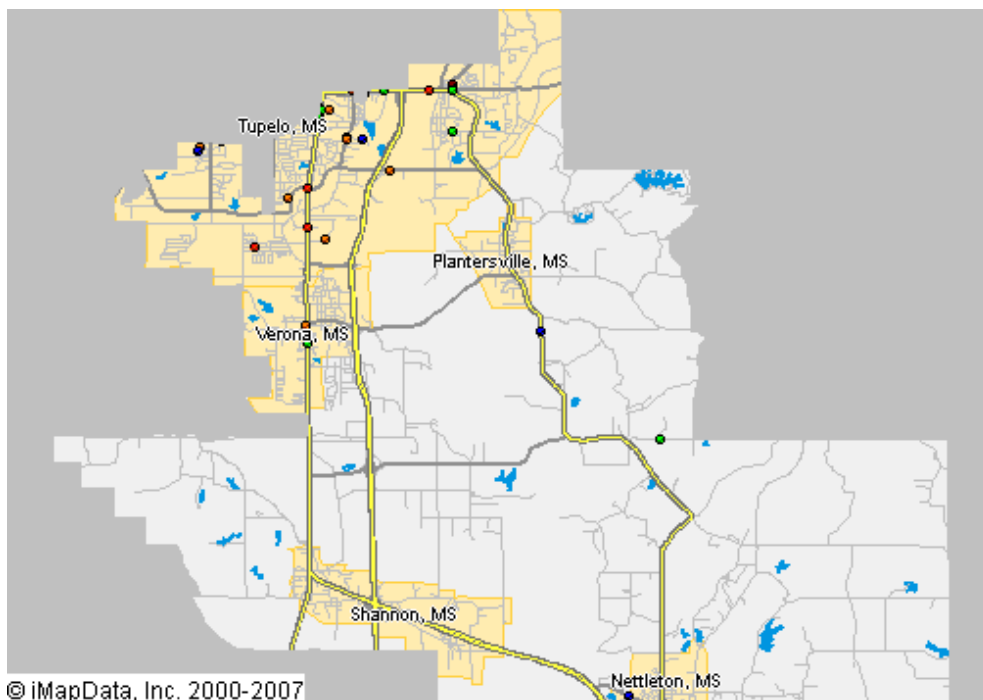 Tupelo, MS
Plantersville, MS
Verona, MS
Shannon, MS
Nettleton, MS
© iMapData, Inc. 2000-2007